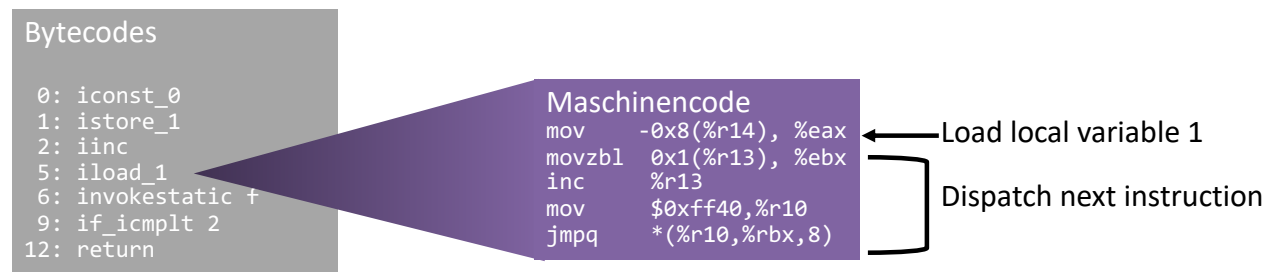 Bytecodes
0: iconst_0
1: istore_1
2: iinc
5: iload_1
6: invokestatic f
9: if_icmplt 2
12: return
Maschinencode
mov -0x8(%r14), %eax
movzbl 0x1(%r13), %ebx
inc %r13
mov $0xff40,%r10
jmpq *(%r10,%rbx,8)
Load local variable 1
Dispatch next instruction